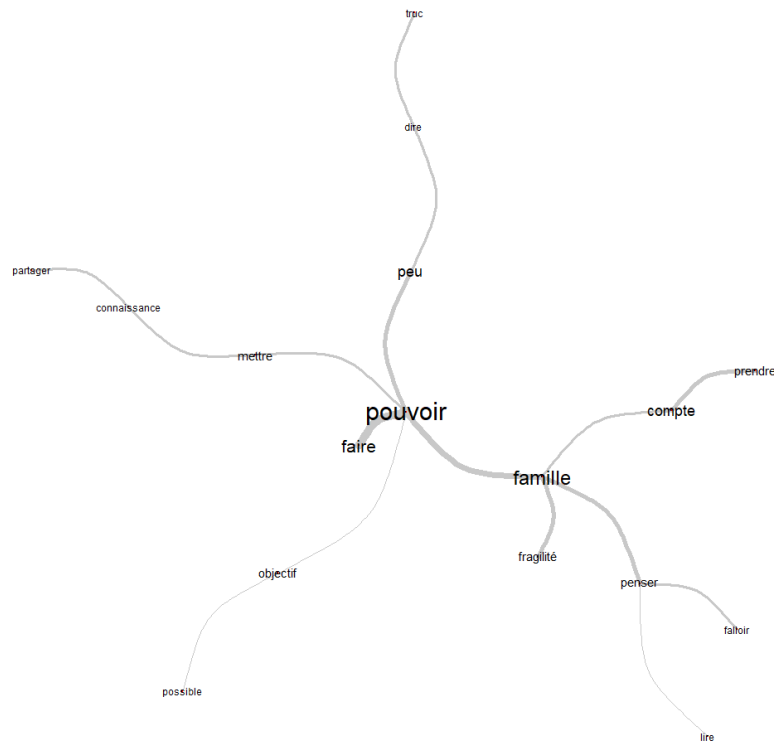 truc
dire
peu
partager
connaissance
mettre
prendre
compte
pouvoir
faire
famille
fragilité
objectif
penser
falloir
possible
lire